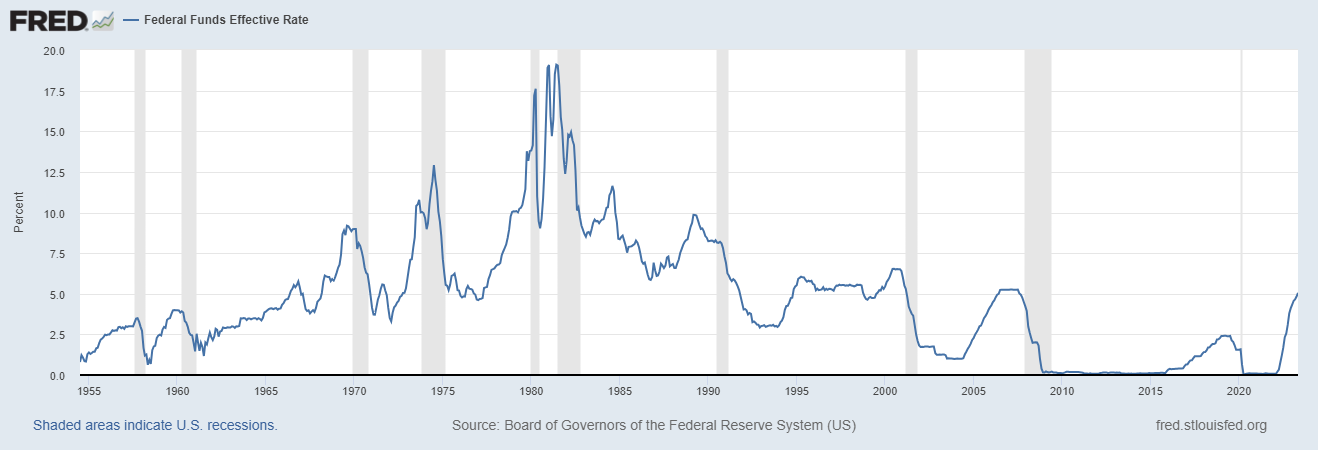 FRED
Federal Funds Effective Rate
20.0
17.5
15.0
12.5
10.0
7.5
5.0
2.5
0.0
Percent
1955 1960 1965 1970 1975 1980 1985 1990 1995 2000 2005 2010 2015 2020
Shaded areas indicate U.S. recessions.
Source: Board of Governors of the Federal Reserve System (US)
fred.stlouisfed.org